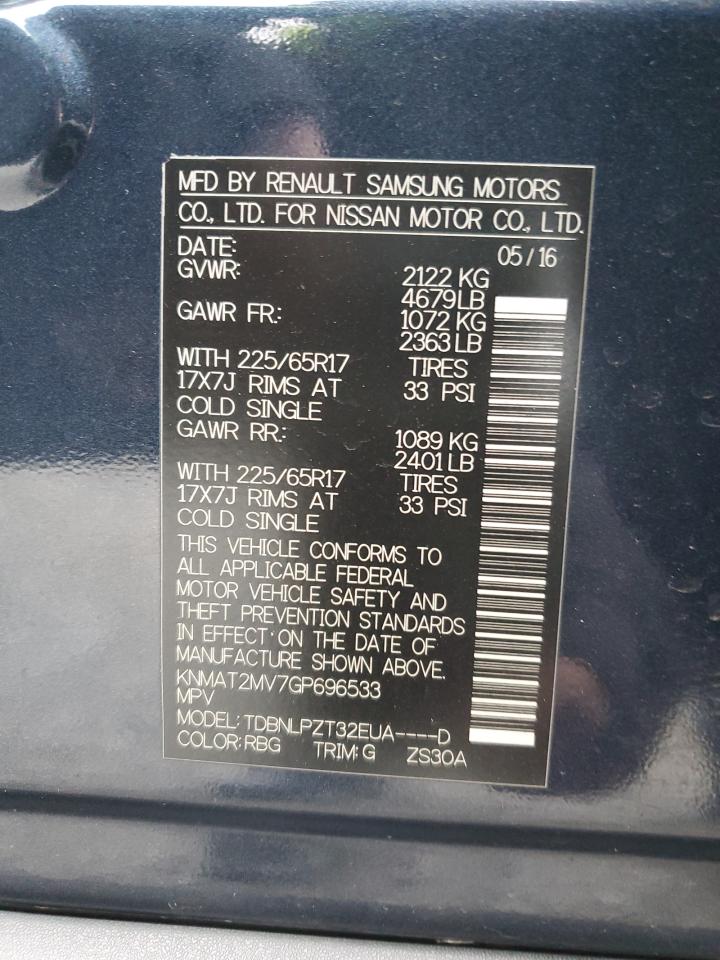 MFD BY RENAULT SAMSUNG MOTORS
CO., LTD. FOR NISSAN MOTOR CO., LTD.
DATE: 05/16
GVWR: 2122 KG
4679 LB
GAWR FR.: 1072 KG
2363 LB
WITH 225/65R17 TIRES
17X7J RIMS AT 33 PSI
COLD SINGLE
GAWR RR.: 1089 KG
2401 LB
WITH 225/65R17 TIRES
17X7J RIMS AT 33 PSI
COLD SINGLE
THIS VEHICLE CONFORMS TO
ALL APPLICABLE FEDERAL
MOTOR VEHICLE SAFETY AND
THEFT PREVENTION STANDARDS
IN EFFECT ON THE DATE OF
MANUFACTURE SHOWN ABOVE.
KNMAT2MV7GP696533
MPV
MODEL: TDBNLPZT32EUA----D
COLOR: RBG TRIM: G ZS30A